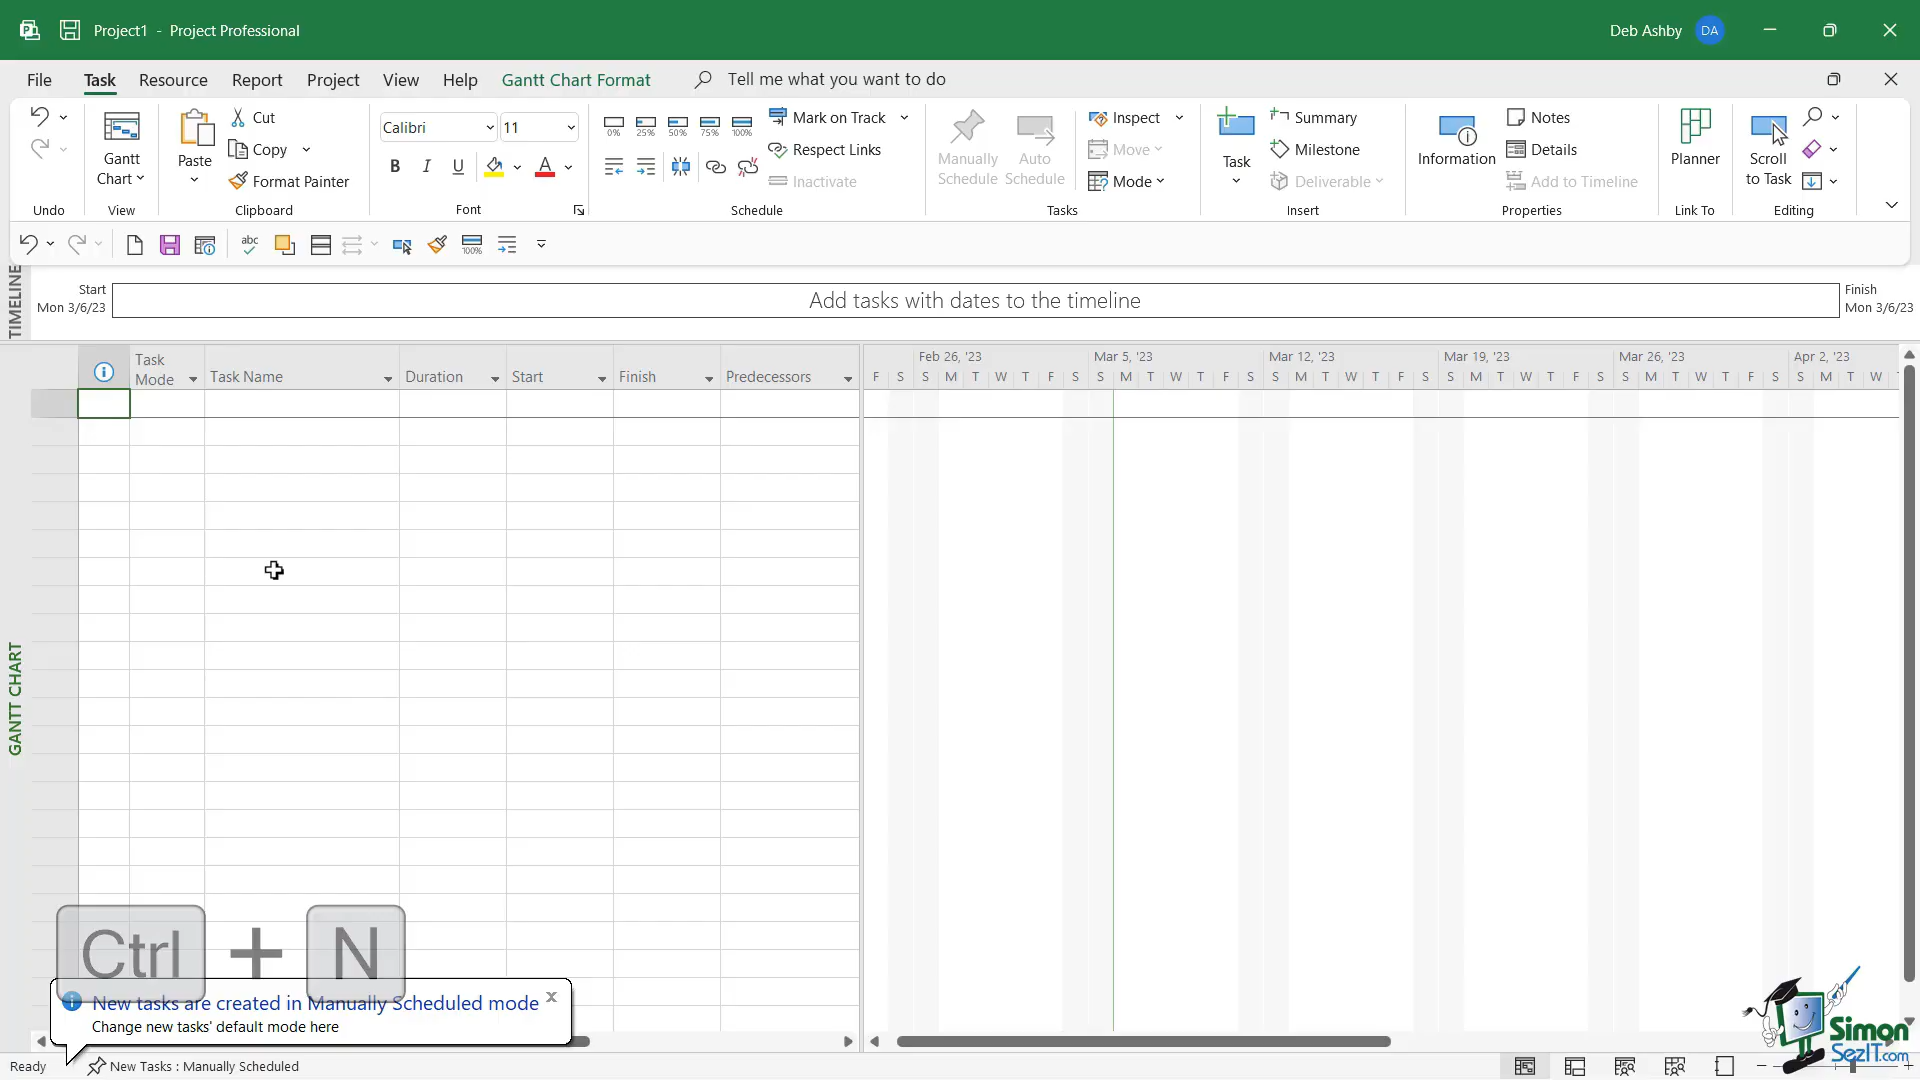 Project1 - Project Professional
Deb Ashby DA
File Task Resource Report Project View Help Gantt Chart Format Tell me what you want to do
Gantt Chart
Paste
Cut
Copy
Format Painter
Calibri 11
B I U A
0% 25% 50% 75% 100%
Mark on Track
Respect Links
Inactivate
Manually Schedule
Auto Schedule
Inspect
Move
Mode
Task
Summary
Milestone
Deliverable
Information
Notes
Details
Add to Timeline
Planner
Scroll to Task
Undo View Clipboard Font Schedule Tasks Insert Properties Link To Editing
abc 100%
TIMELINE
Start
Mon 3/6/23
Add tasks with dates to the timeline
Finish
Mon 3/6/23
Task Mode
Task Name Duration Start Finish Predecessors
Feb 26, '23 Mar 5, '23 Mar 12, '23 Mar 19, '23 Mar 26, '23 Apr 2, '23
F S S M T W T F S S M T W T F S S M T W T F S S M T W T F S S M T W T F S S M T W
GANTT CHART
Ctrl + N
New tasks are created in Manually Scheduled mode
Change new tasks' default mode here
Ready New Tasks : Manually Scheduled
Simon
SezIT.com